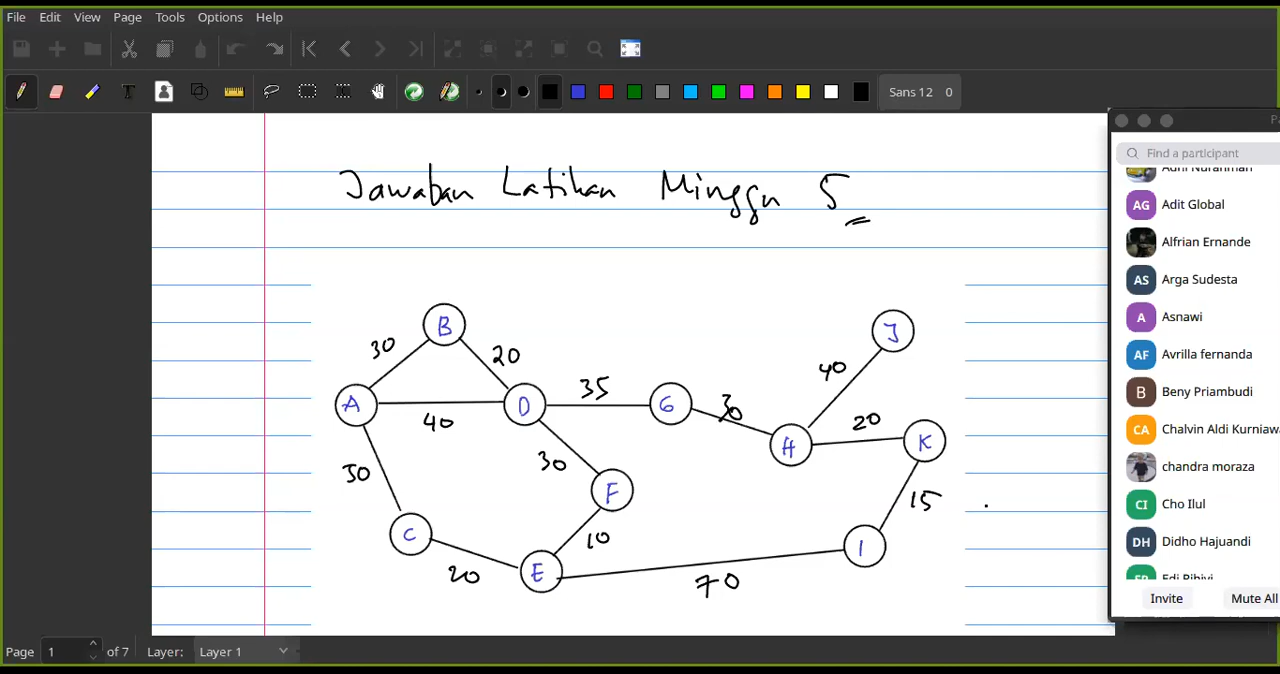 File Edit View Page Tools Options Help
Sans 12 0
Jawaban Latihan Minggu 5
Find a participant
AG Adit Global
Alfrian Ernande
AS Arga Sudesta
A Asnawi
AF Avrilla fernanda
B Beny Priambudi
CA Chalvin Aldi Kurniaw
chandra moraza
CI Cho Ilul
DH Didho Hajuandi
Invite Mute All
B
J
30
20
40
35
A
D
G
30
20
40
H
K
50
30
F
15
C
10
I
20
E
70
Page 1 of 7 Layer: Layer 1